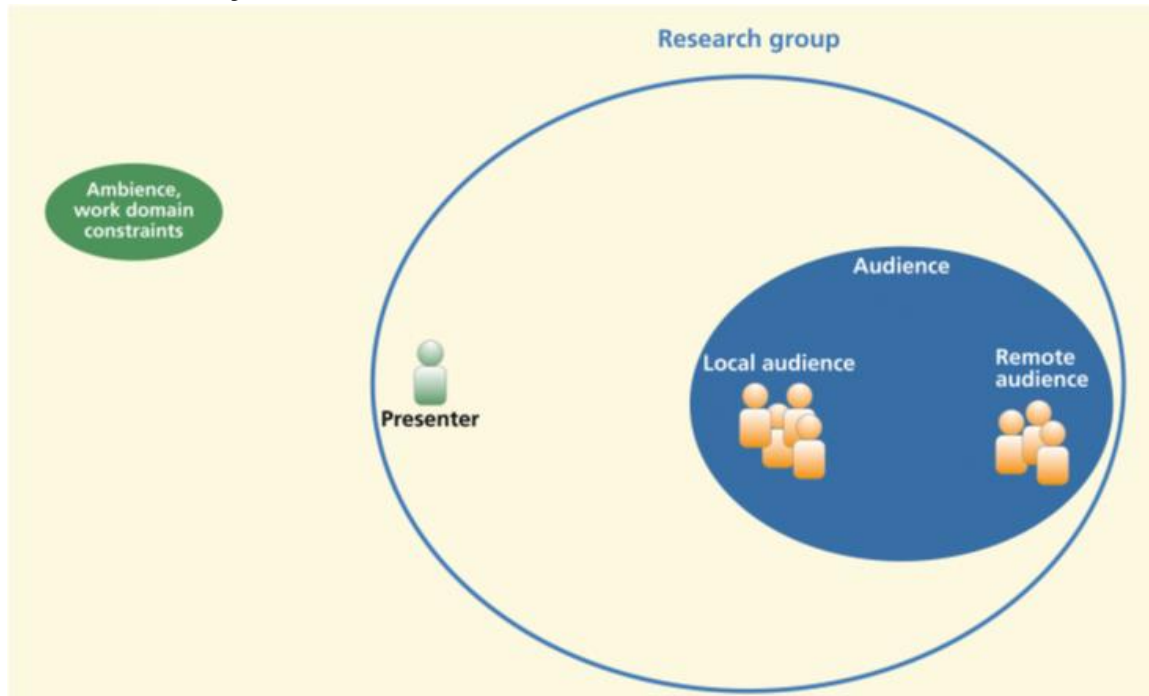 Research group
Ambience,
work domain
constraints
Audience
Local audience
Remote
audience
Presenter